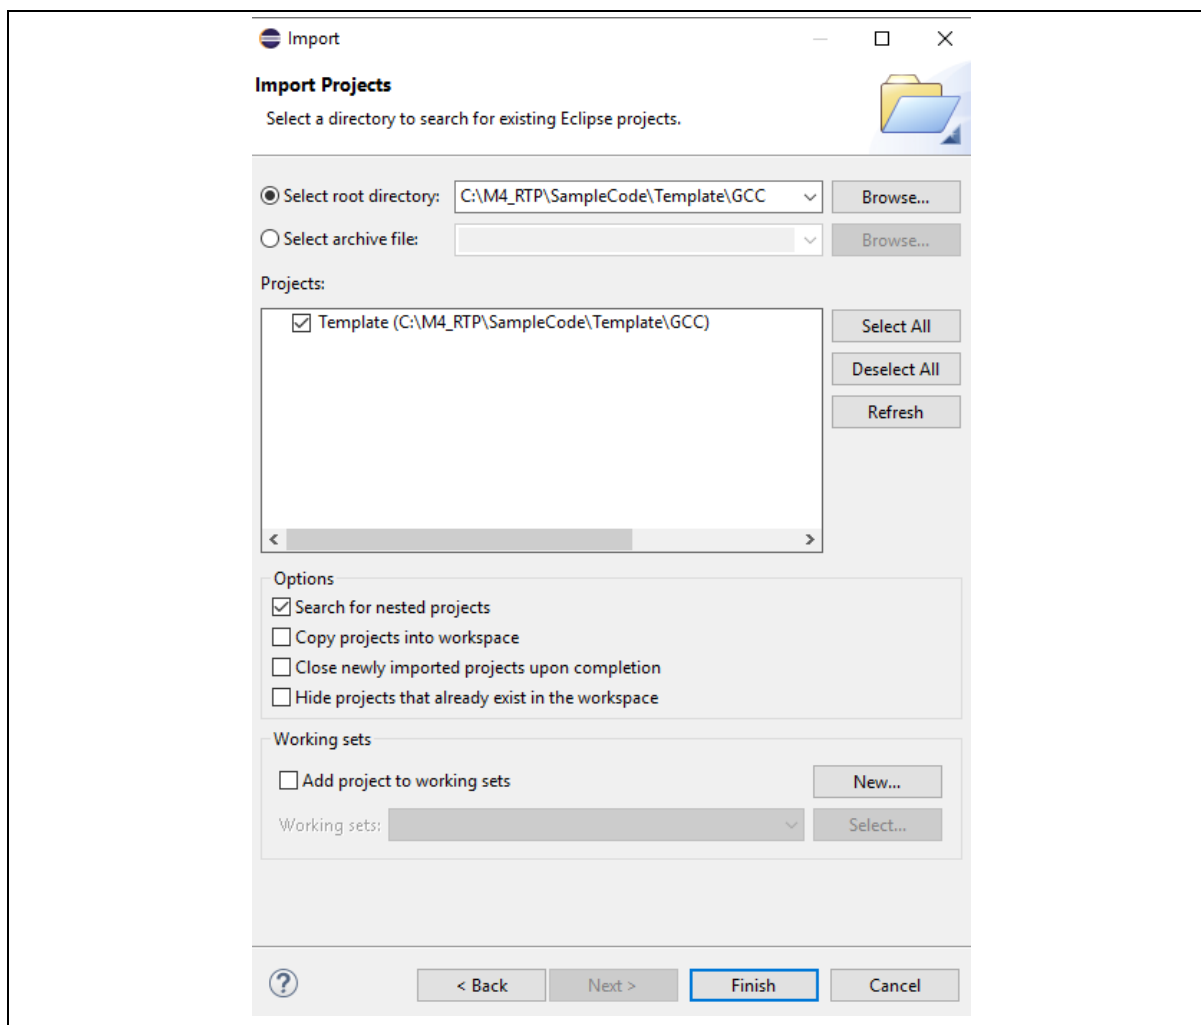 Import
Import Projects
Select a directory to search for existing Eclipse projects.
Select root directory: C:\M4_RTP\SampleCode\Template\GCC Browse...
Select archive file: Browse...
Projects:
Template (C:\M4_RTP\SampleCode\Template\GCC) Select All
Deselect All
Refresh
Options
Search for nested projects
Copy projects into workspace
Close newly imported projects upon completion
Hide projects that already exist in the workspace
Working sets
Add project to working sets New...
Working sets: Select...
? < Back Next > Finish Cancel